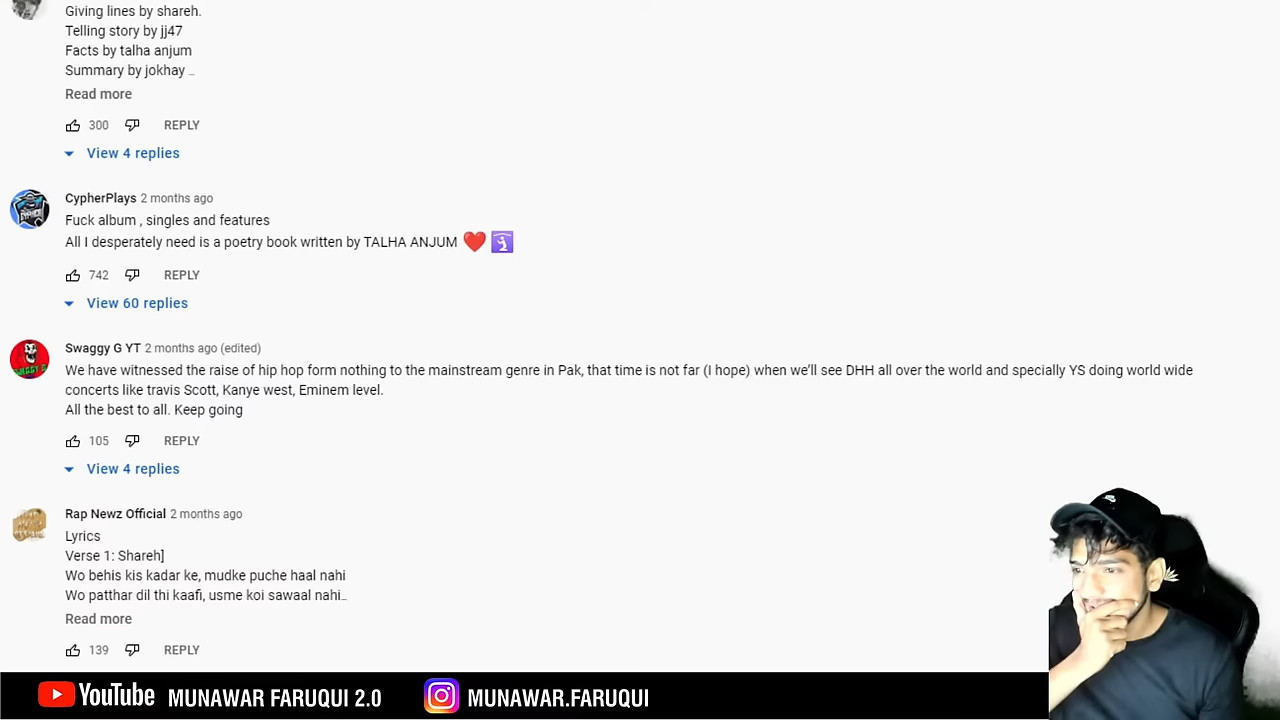 Giving lines by shareh.
Telling story by jj47
Facts by talha anjum
Summary by jokhay ...
Read more
300 REPLY
View 4 replies
CypherPlays 2 months ago
Fuck album , singles and features
All I desperately need is a poetry book written by TALHA ANJUM ❤️ 🛐
742 REPLY
View 60 replies
Swaggy G YT 2 months ago (edited)
We have witnessed the raise of hip hop form nothing to the mainstream genre in Pak, that time is not far (I hope) when we'll see DHH all over the world and specially YS doing world wide
concerts like travis Scott, Kanye west, Eminem level.
All the best to all. Keep going
105 REPLY
View 4 replies
Rap Newz Official 2 months ago
Lyrics
Verse 1: Shareh]
Wo behis kis kadar ke, mudke puche haal nahi
Wo patthar dil thi kaafi, usme koi sawaal nahi...
Read more
139 REPLY
YouTube MUNAWAR FARUQUI 2.0 MUNAWAR.FARUQUI